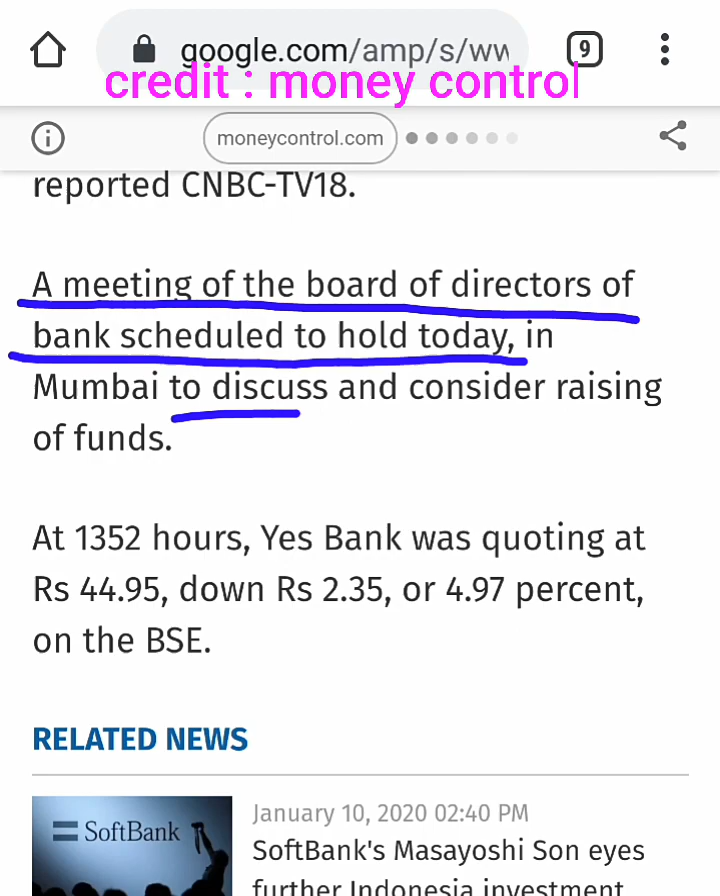 google.com/amp/s/ww
9
credit : money control
moneycontrol.com
reported CNBC-TV18.
A meeting of the board of directors of
bank scheduled to hold today, in
Mumbai to discuss and consider raising
of funds.
At 1352 hours, Yes Bank was quoting at
Rs 44.95, down Rs 2.35, or 4.97 percent,
on the BSE.
RELATED NEWS
SoftBank
January 10, 2020 02:40 PM
SoftBank's Masayoshi Son eyes
further Indonesia investment